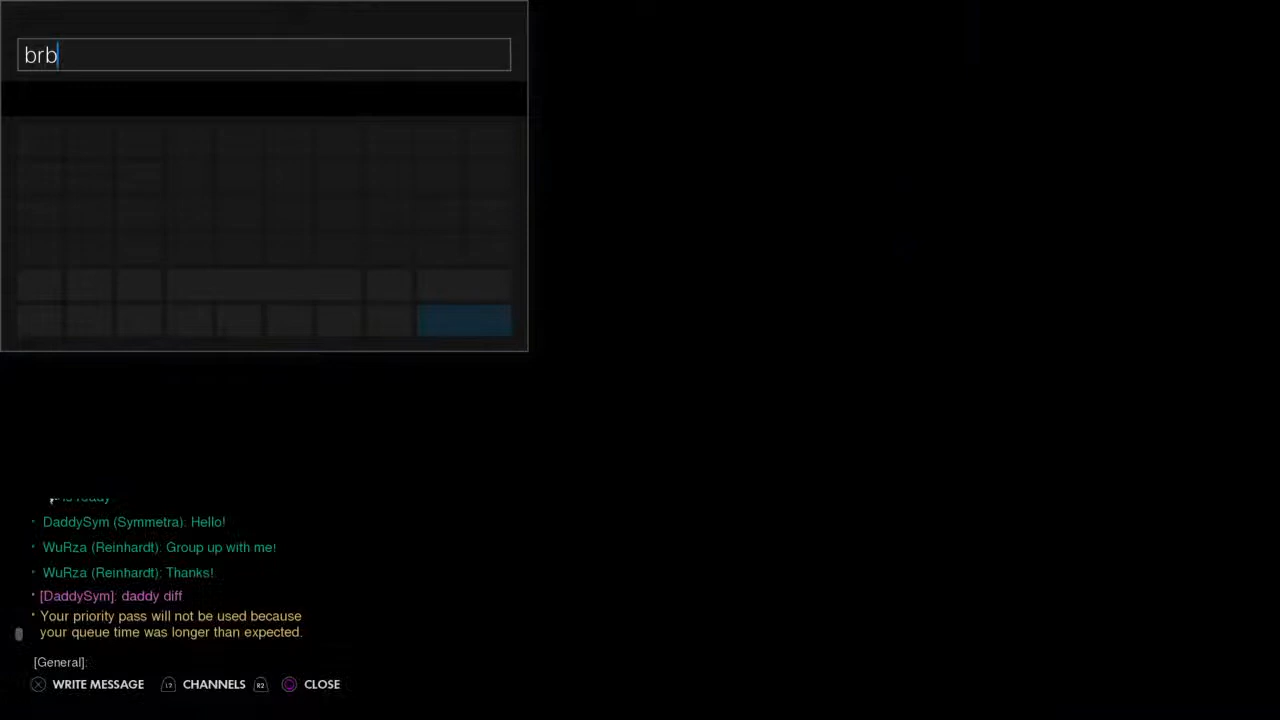 brb
DaddySym (Symmetra): Hello!
WuRza (Reinhardt): Group up with me!
WuRza (Reinhardt): Thanks!
[DaddySym]: daddy diff
Your priority pass will not be used because
your queue time was longer than expected.
[General]:
WRITE MESSAGE CHANNELS R2 CLOSE